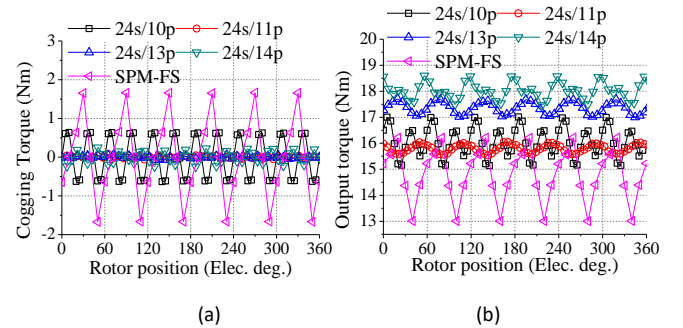 24s/10p 24s/11p
24s/13p 24s/14p
SPM-FS
Cogging Torque (Nm)
3
2
1
0
-1
-2
0 60 120 180 240 300 360
Rotor position (Elec. deg.)
(a)
24s/10p 24s/11p
24s/13p 24s/14p
SPM-FS
Output torque (Nm)
20
19
18
17
16
15
14
13
0 60 120 180 240 300 360
Rotor position (Elec. deg.)
(b)